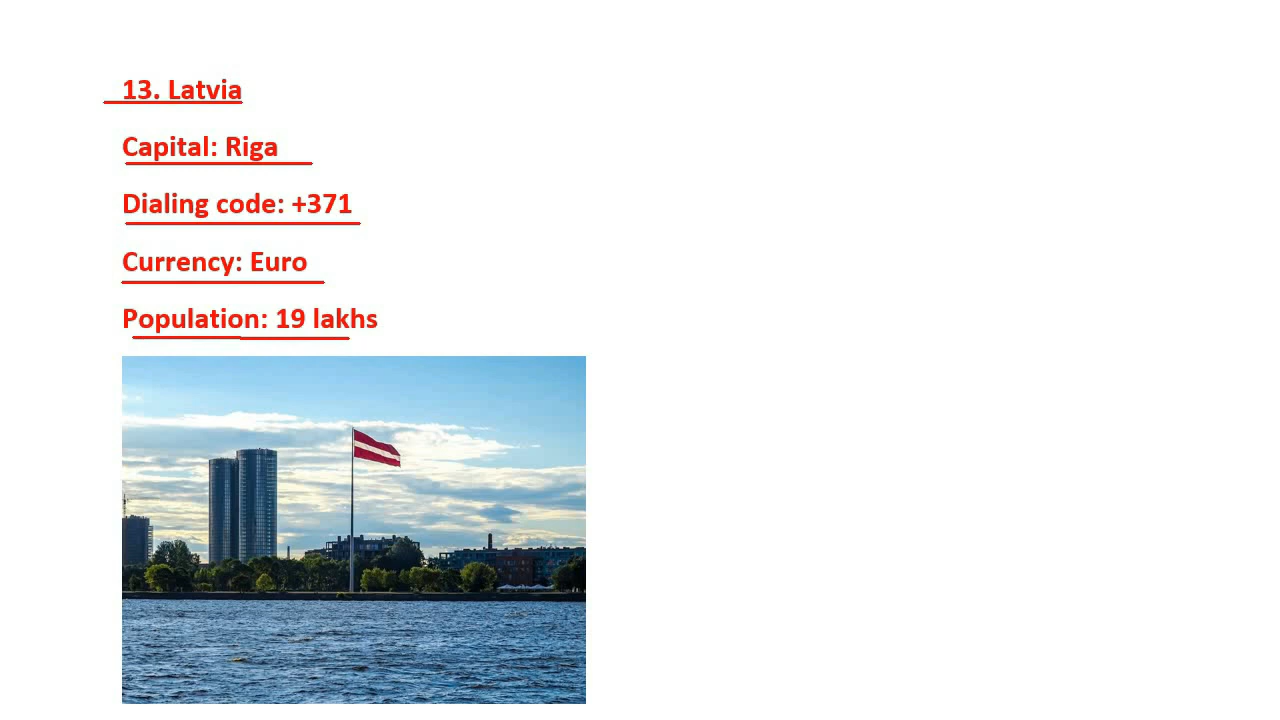 13. Latvia
Capital: Riga
Dialing code: +371
Currency: Euro
Population: 19 lakhs